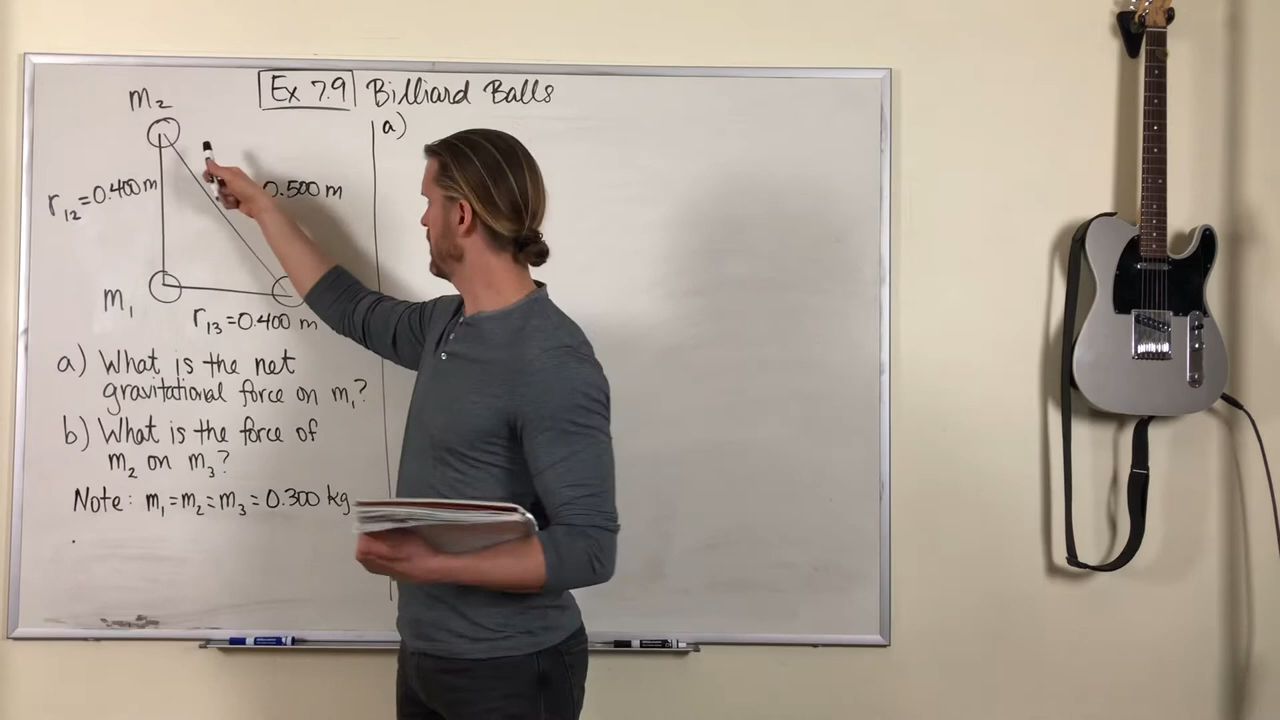 Ex 7.9 Billiard Balls
m2
a)
r12=0.400 m
0.500 m
m1
r13=0.400 m
a) What is the net
gravitational force on m1?
b) What is the force of
m2 on m3?
Note: m1=m2=m3=0.300 kg